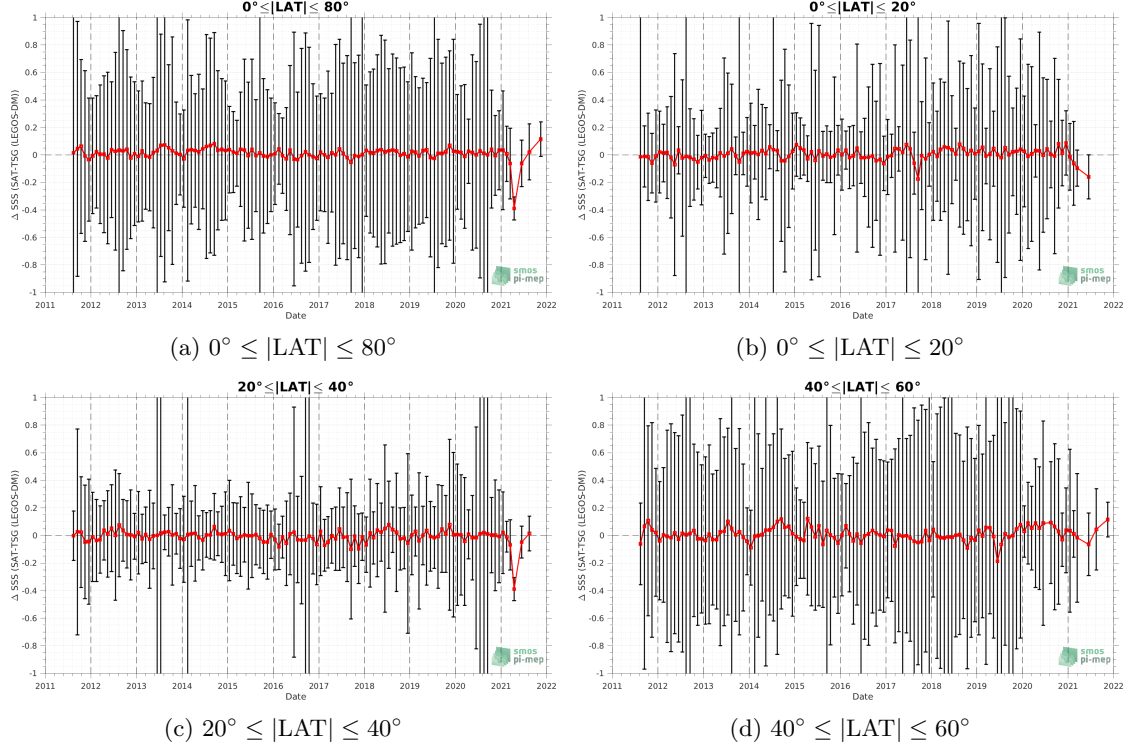 0°≤|LAT|≤ 80°
Δ SSS (SAT-TSG (LEGOS-DM))
1
0.8
0.6
0.4
0.2
0
-0.2
-0.4
-0.6
-0.8
-1
2011 2012 2013 2014 2015 2016 2017 2018 2019 2020 2021 2022
Date
smos
pi-mep
(a) 0° ≤ |LAT| ≤ 80°
0°≤|LAT|≤ 20°
Δ SSS (SAT-TSG (LEGOS-DM))
1
0.8
0.6
0.4
0.2
0
-0.2
-0.4
-0.6
-0.8
-1
2011 2012 2013 2014 2015 2016 2017 2018 2019 2020 2021 2022
Date
smos
pi-mep
(b) 0° ≤ |LAT| ≤ 20°
20°≤|LAT|≤ 40°
Δ SSS (SAT-TSG (LEGOS-DM))
1
0.8
0.6
0.4
0.2
0
-0.2
-0.4
-0.6
-0.8
-1
2011 2012 2013 2014 2015 2016 2017 2018 2019 2020 2021 2022
Date
smos
pi-mep
(c) 20° ≤ |LAT| ≤ 40°
40°≤|LAT|≤ 60°
Δ SSS (SAT-TSG (LEGOS-DM))
1
0.8
0.6
0.4
0.2
0
-0.2
-0.4
-0.6
-0.8
-1
2011 2012 2013 2014 2015 2016 2017 2018 2019 2020 2021 2022
Date
smos
pi-mep
(d) 40° ≤ |LAT| ≤ 60°